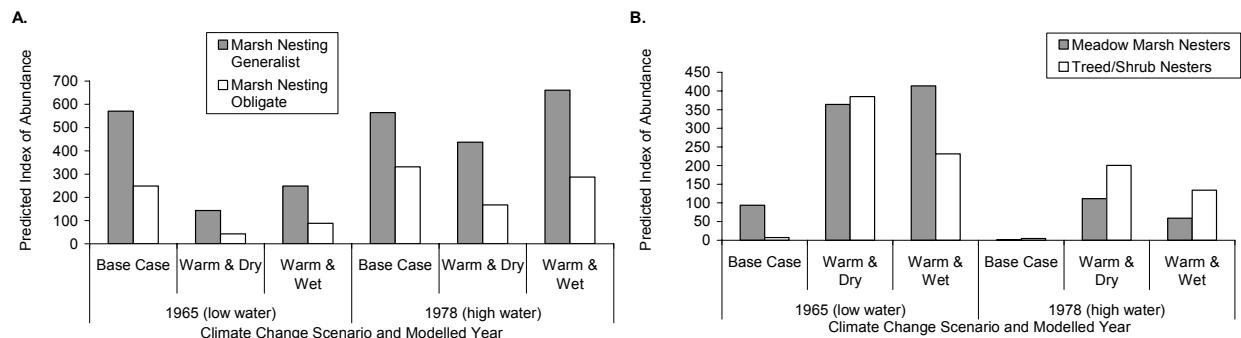 A.
Predicted Index of Abundance
Marsh Nesting
Generalist
Marsh Nesting
Obligate
700
600
500
400
300
200
100
0
Base Case
Warm & Dry
Warm &
Wet
Base Case
Warm & Dry
Warm &
Wet
1965 (low water)
1978 (high water)
Climate Change Scenario and Modelled Year
B.
Predicted Index of Abundance
Meadow Marsh Nesters
Treed/Shrub Nesters
450
400
350
300
250
200
150
100
50
0
Base Case
Warm &
Dry
Warm &
Wet
Base Case
Warm &
Dry
Warm &
Wet
1965 (low water)
1978 (high water)
Climate Change Scenario and Modelled Year